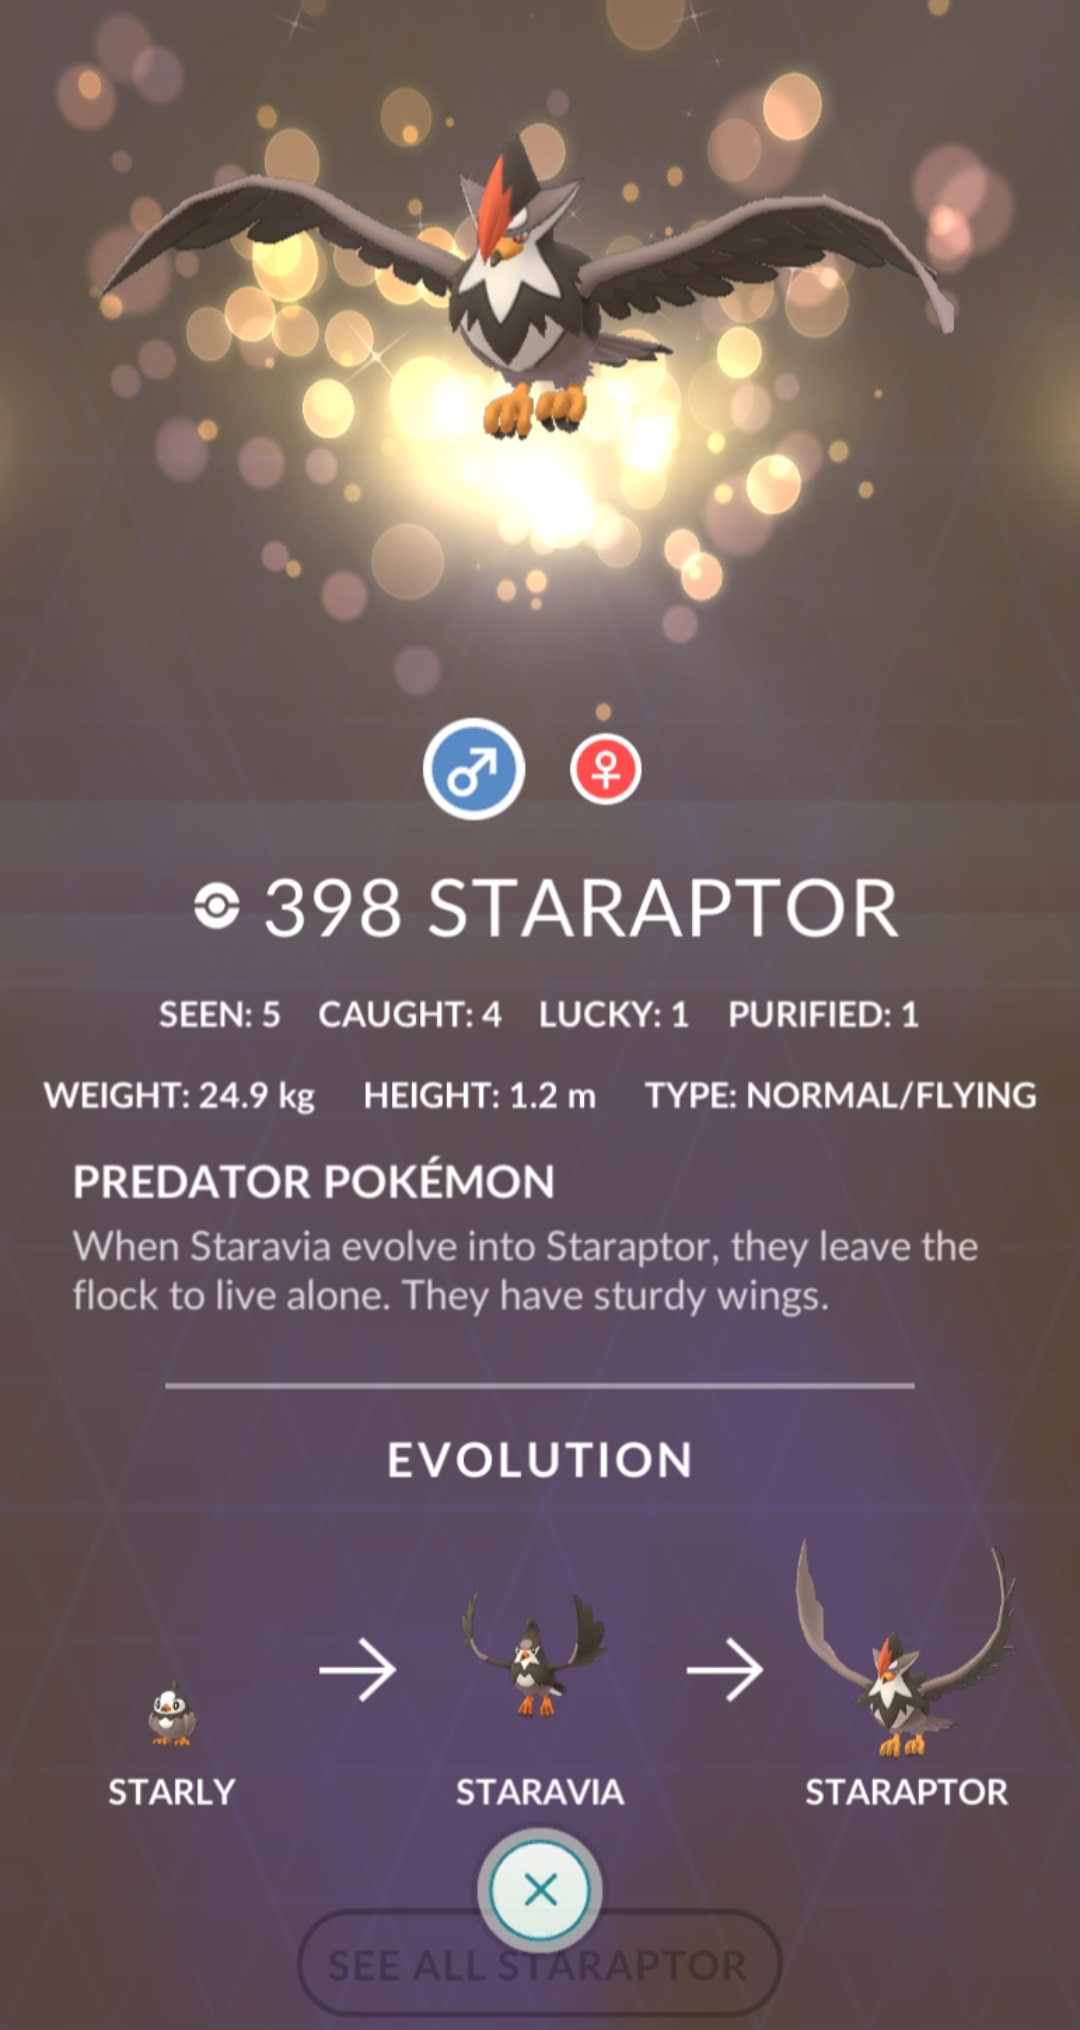 398 STARAPTOR
SEEN: 5 CAUGHT: 4 LUCKY: 1 PURIFIED: 1
WEIGHT: 24.9 kg HEIGHT: 1.2 m TYPE: NORMAL/FLYING
PREDATOR POKÉMON
When Staravia evolve into Staraptor, they leave the
flock to live alone. They have sturdy wings.
EVOLUTION
STARLY STARAVIA STARAPTOR
SEE ALL STARAPTOR